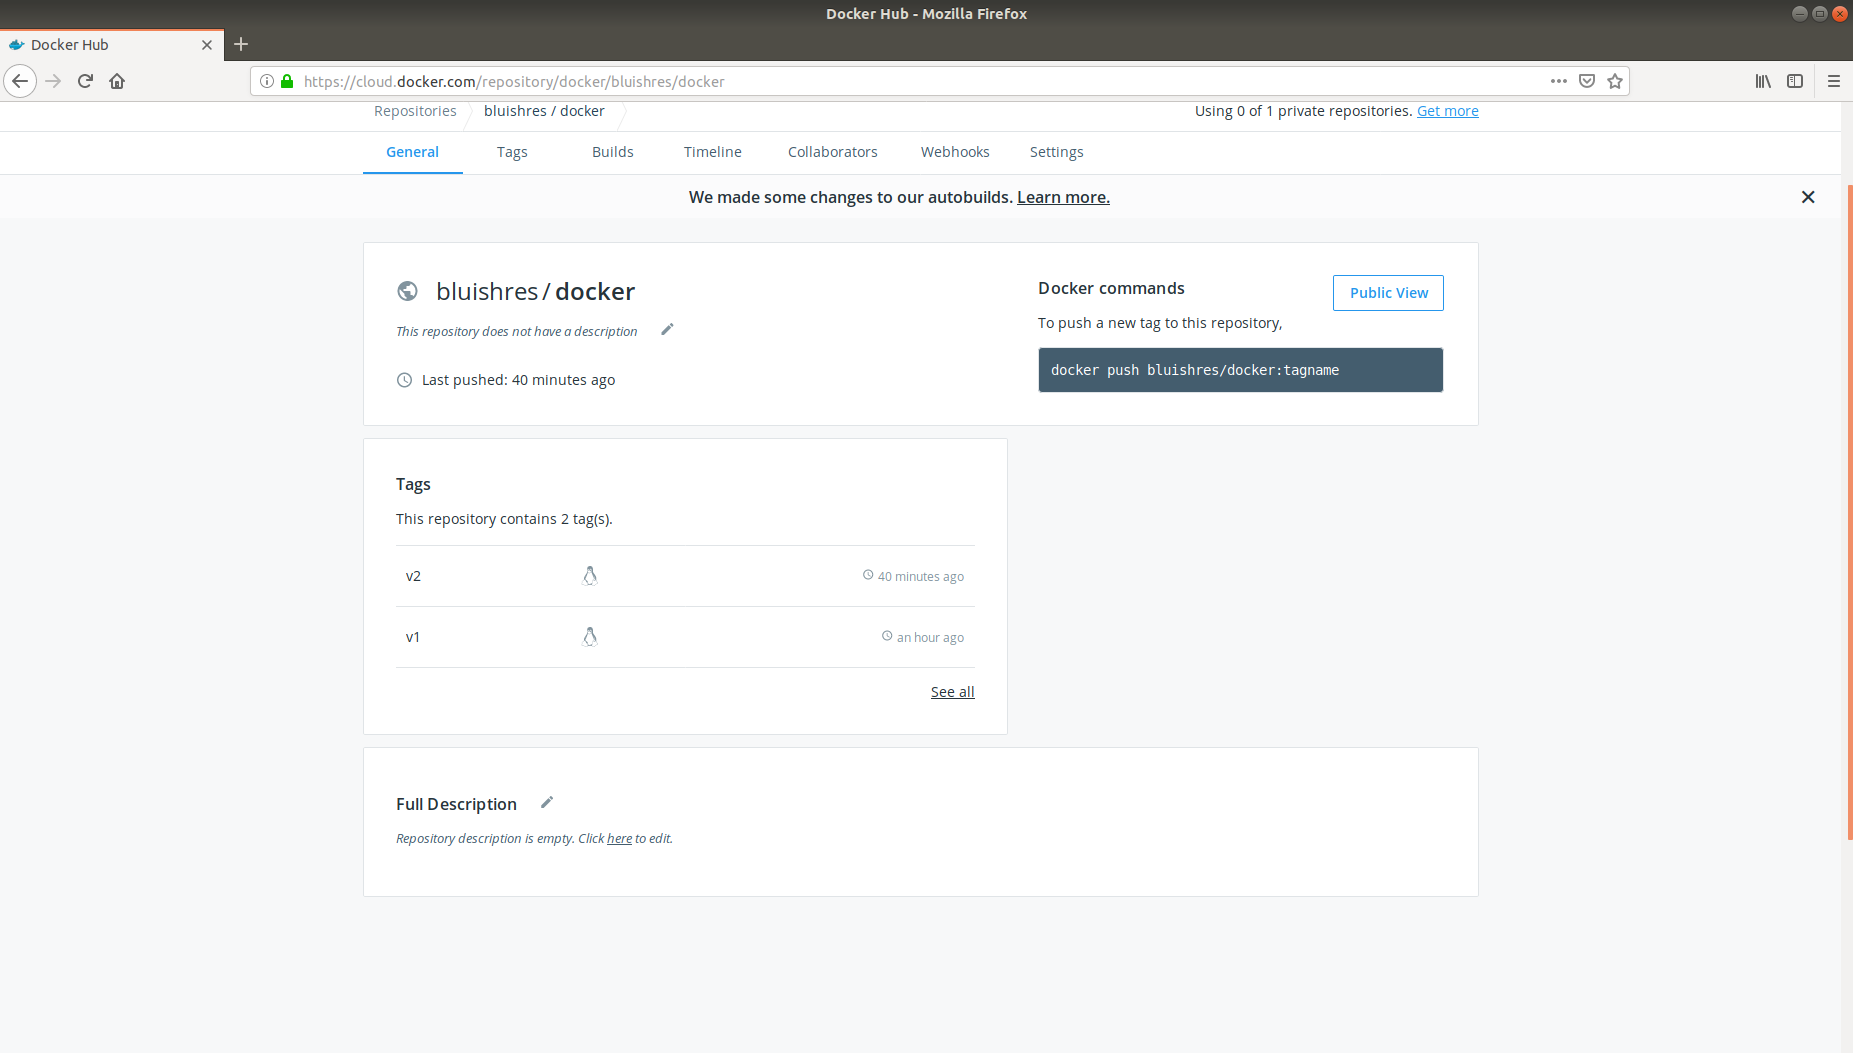 Docker Hub - Mozilla Firefox
Docker Hub
https://cloud.docker.com/repository/docker/bluishres/docker
Repositories bluishres / docker Using 0 of 1 private repositories. Get more
General Tags Builds Timeline Collaborators Webhooks Settings
We made some changes to our autobuilds. Learn more.
bluishres / docker
This repository does not have a description
Last pushed: 40 minutes ago
Docker commands
Public View
To push a new tag to this repository,
docker push bluishres/docker:tagname
Tags
This repository contains 2 tag(s).
v2 40 minutes ago
v1 an hour ago
See all
Full Description
Repository description is empty. Click here to edit.